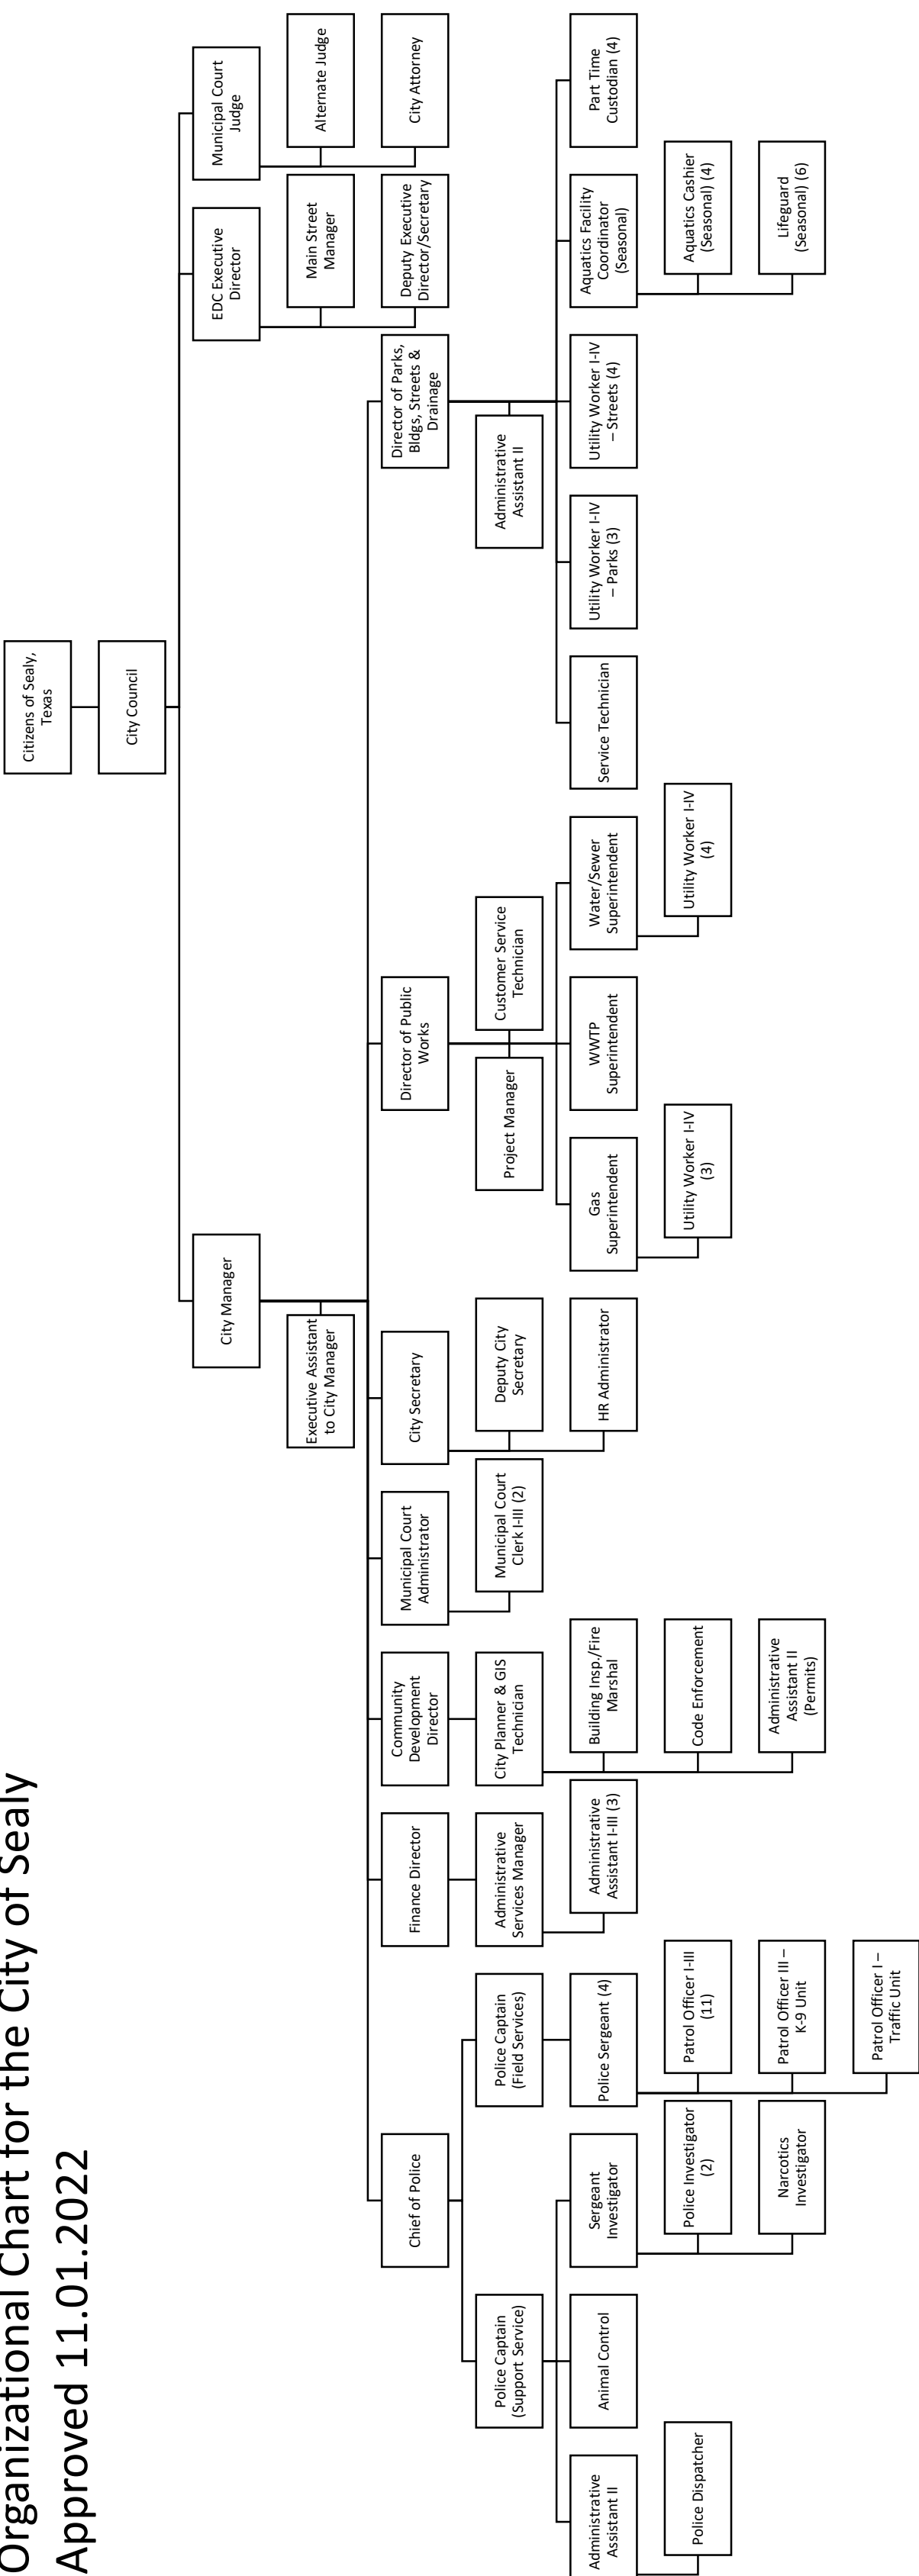 Organizational Chart for the City of Sealy
Approved 11.01.2022
Citizens of Sealy,
Texas
City Council
City Manager
EDC Executive
Director
Municipal Court
Judge
Executive Assistant
to City Manager
Main Street
Manager
Alternate Judge
Deputy Executive
Director/Secretary
City Attorney
Chief of Police
Finance Director
Community
Development
Director
Municipal Court
Administrator
City Secretary
Director of Public
Works
Director of Parks,
Bldgs, Streets &
Drainage
Police Captain
(Support Service)
Police Captain
(Field Services)
Administrative
Services Manager
City Planner & GIS
Technician
Municipal Court
Clerk I-III (2)
Deputy City
Secretary
Project Manager
Customer Service
Technician
Administrative
Assistant II
Administrative
Assistant II
Animal Control
Sergeant
Investigator
Police Sergeant (4)
Administrative
Assistant I-III (3)
Building Insp./Fire
Marshal
HR Administrator
Gas
Superintendent
WWTP
Superintendent
Water/Sewer
Superintendent
Service Technician
Utility Worker I-IV
– Parks (3)
Utility Worker I-IV
– Streets (4)
Aquatics Facility
Coordinator
(Seasonal)
Part Time
Custodian (4)
Police Dispatcher
Police Investigator
(2)
Patrol Officer I-III
(11)
Code Enforcement
Utility Worker I-IV
(3)
Utility Worker I-IV
(4)
Aquatics Cashier
(Seasonal) (4)
Narcotics
Investigator
Patrol Officer III –
K-9 Unit
Administrative
Assistant II
(Permits)
Lifeguard
(Seasonal) (6)
Patrol Officer I –
Traffic Unit